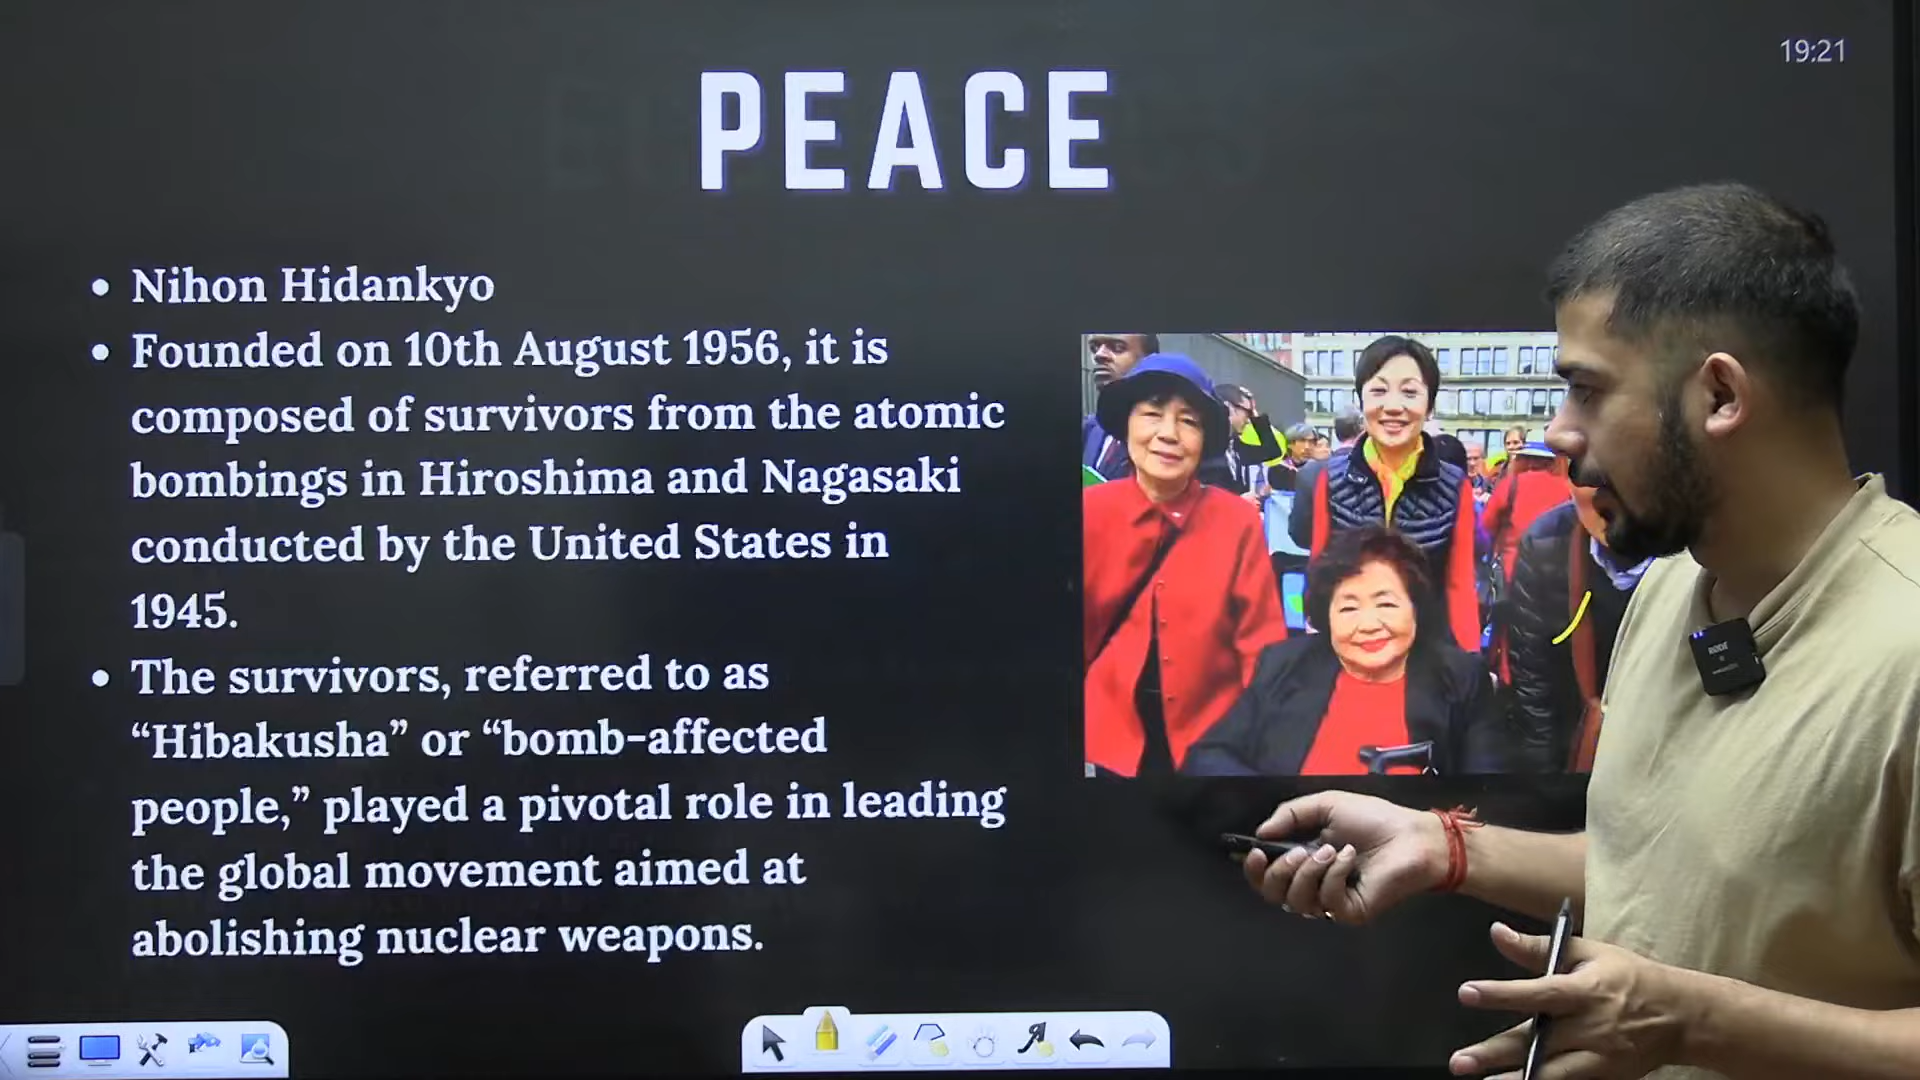 19:21
PEACE
• Nihon Hidankyo
• Founded on 10th August 1956, it is
composed of survivors from the atomic
bombings in Hiroshima and Nagasaki
conducted by the United States in
1945.
• The survivors, referred to as
“Hibakusha” or “bomb-affected
people,” played a pivotal role in leading
the global movement aimed at
abolishing nuclear weapons.
RØDE